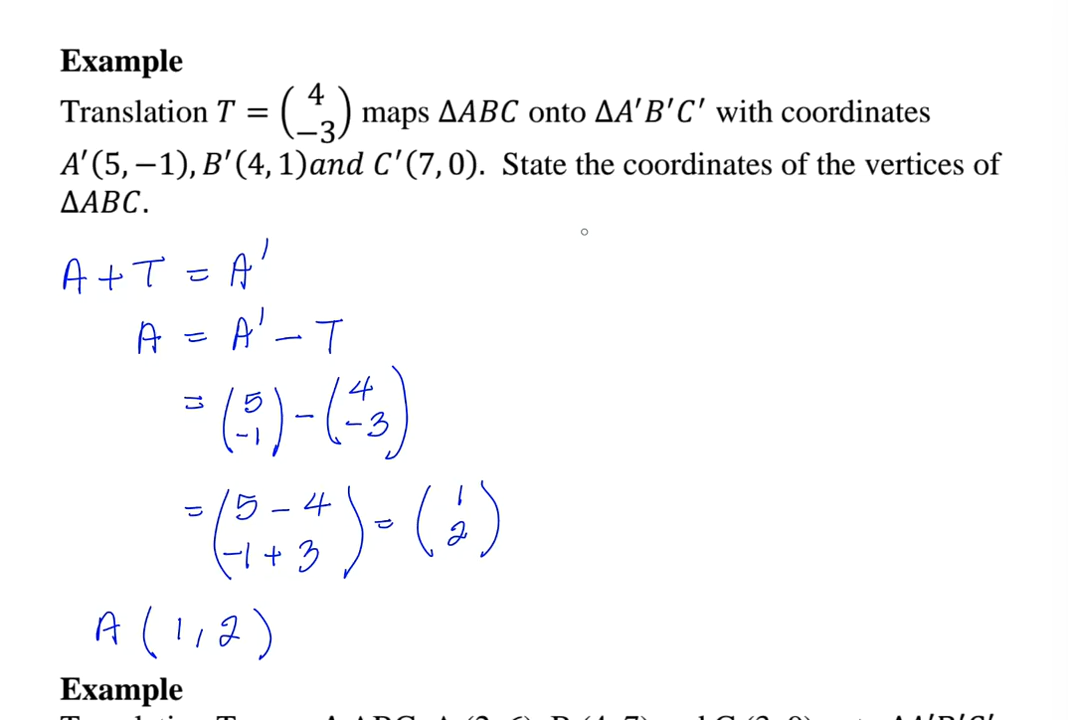 Example
Translation T = (4 −3) maps ΔABC onto ΔA′B′C′ with coordinates
A′(5, −1), B′(4, 1)and C′(7, 0). State the coordinates of the vertices of
ΔABC.
A + T = A'
A = A' − T
= (5 -1) − (4 -3)
= (5 − 4 -1 + 3) = (1 2)
A (1, 2)
Example